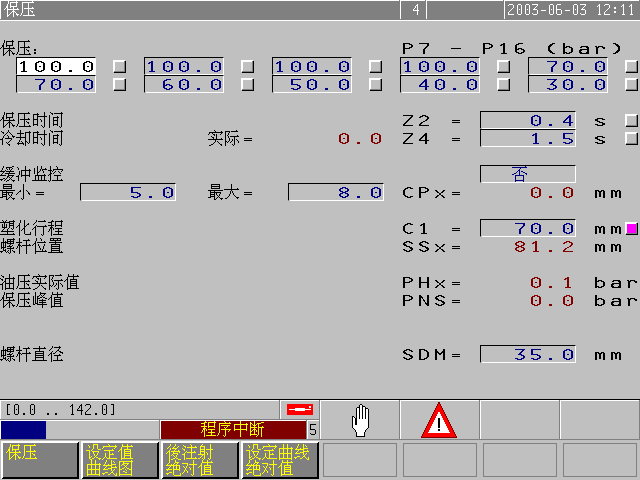 保压 4 2003-06-03 12:11
保压: P7 - P16 (bar)
100.0 100.0 100.0 100.0 70.0
70.0 60.0 50.0 40.0 30.0
保压时间 Z2 = 0.4 s
冷却时间 实际= 0.0 Z4 = 1.5 s
缓冲监控 否
最小= 5.0 最大= 8.0 CPx= 0.0 mm
塑化行程 C1 = 70.0 mm
螺杆位置 SSx= 81.2 mm
油压实际值 PHx= 0.1 bar
保压峰值 PNS= 0.0 bar
螺杆直径 SDM= 35.0 mm
[0.0 .. 142.0]
程序中断 5
保压 设定值 後注射 设定曲线
曲线图 绝对值 绝对值